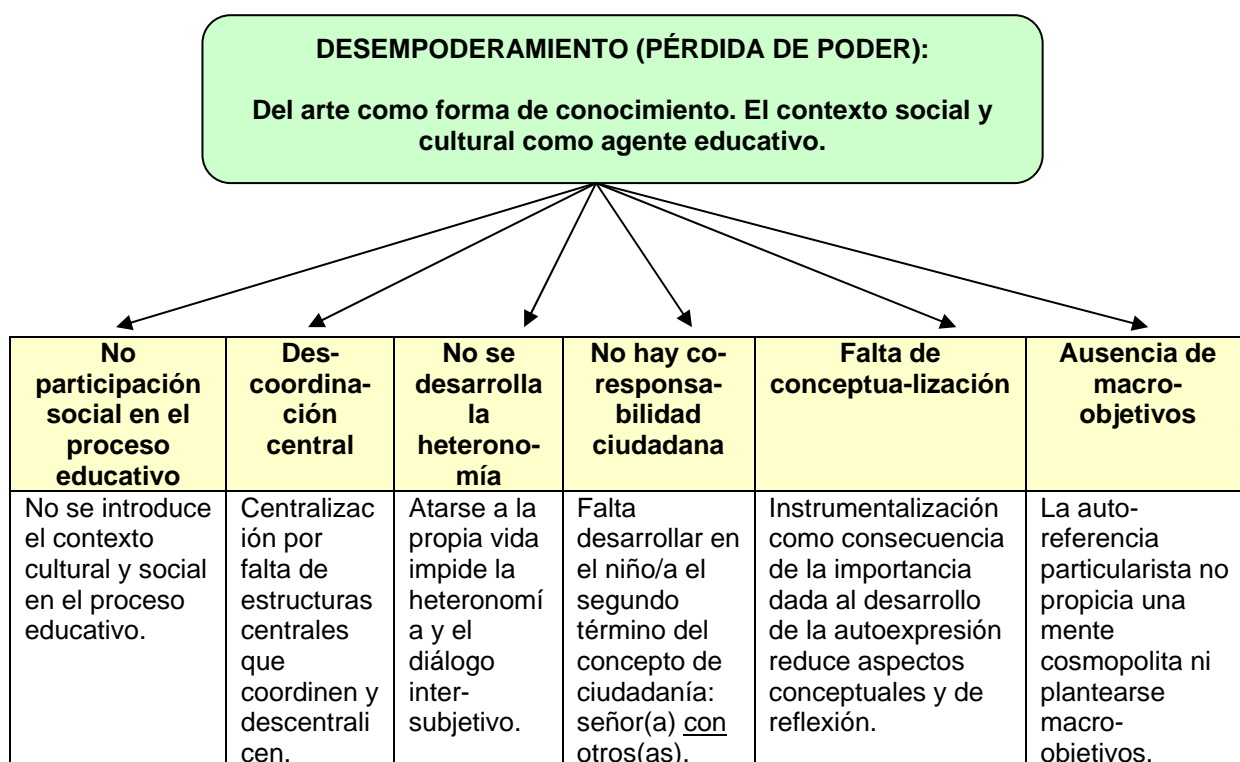 DESEMPODERAMIENTO (PÉRDIDA DE PODER):
Del arte como forma de conocimiento. El contexto social y
cultural como agente educativo.
No
participación
social en el
proceso
educativo
Des-
coordina-
ción
central
No se
desarrolla
la
heterono-
mía
No hay co-
responsa-
bilidad
ciudadana
Falta de
conceptua-lización
Ausencia de
macro-
objetivos
No se introduce
el contexto
cultural y social
en el proceso
educativo.
Centralizac
ión por
falta de
estructuras
centrales
que
coordinen y
descentrali
cen.
Atarse a la
propia vida
impide la
heteronomí
a y el
diálogo
inter-
subjetivo.
Falta
desarrollar en
el niño/a el
segundo
término del
concepto de
ciudadanía:
señor(a) con
otros(as).
Instrumentalización
como consecuencia
de la importancia
dada al desarrollo
de la autoexpresión
reduce aspectos
conceptuales y de
reflexión.
La auto-
referencia
particularista no
propicia una
mente
cosmopolita ni
plantearse
macro-
objetivos.